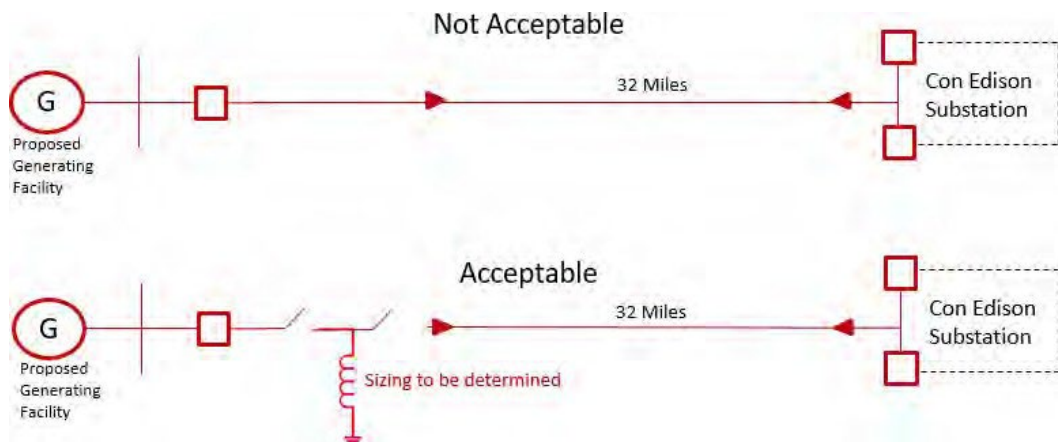 Not Acceptable
G
32 Miles
Con Edison
Substation
Proposed
Generating
Facility
Acceptable
G
32 Miles
Con Edison
Substation
Proposed
Generating
Facility
Sizing to be determined